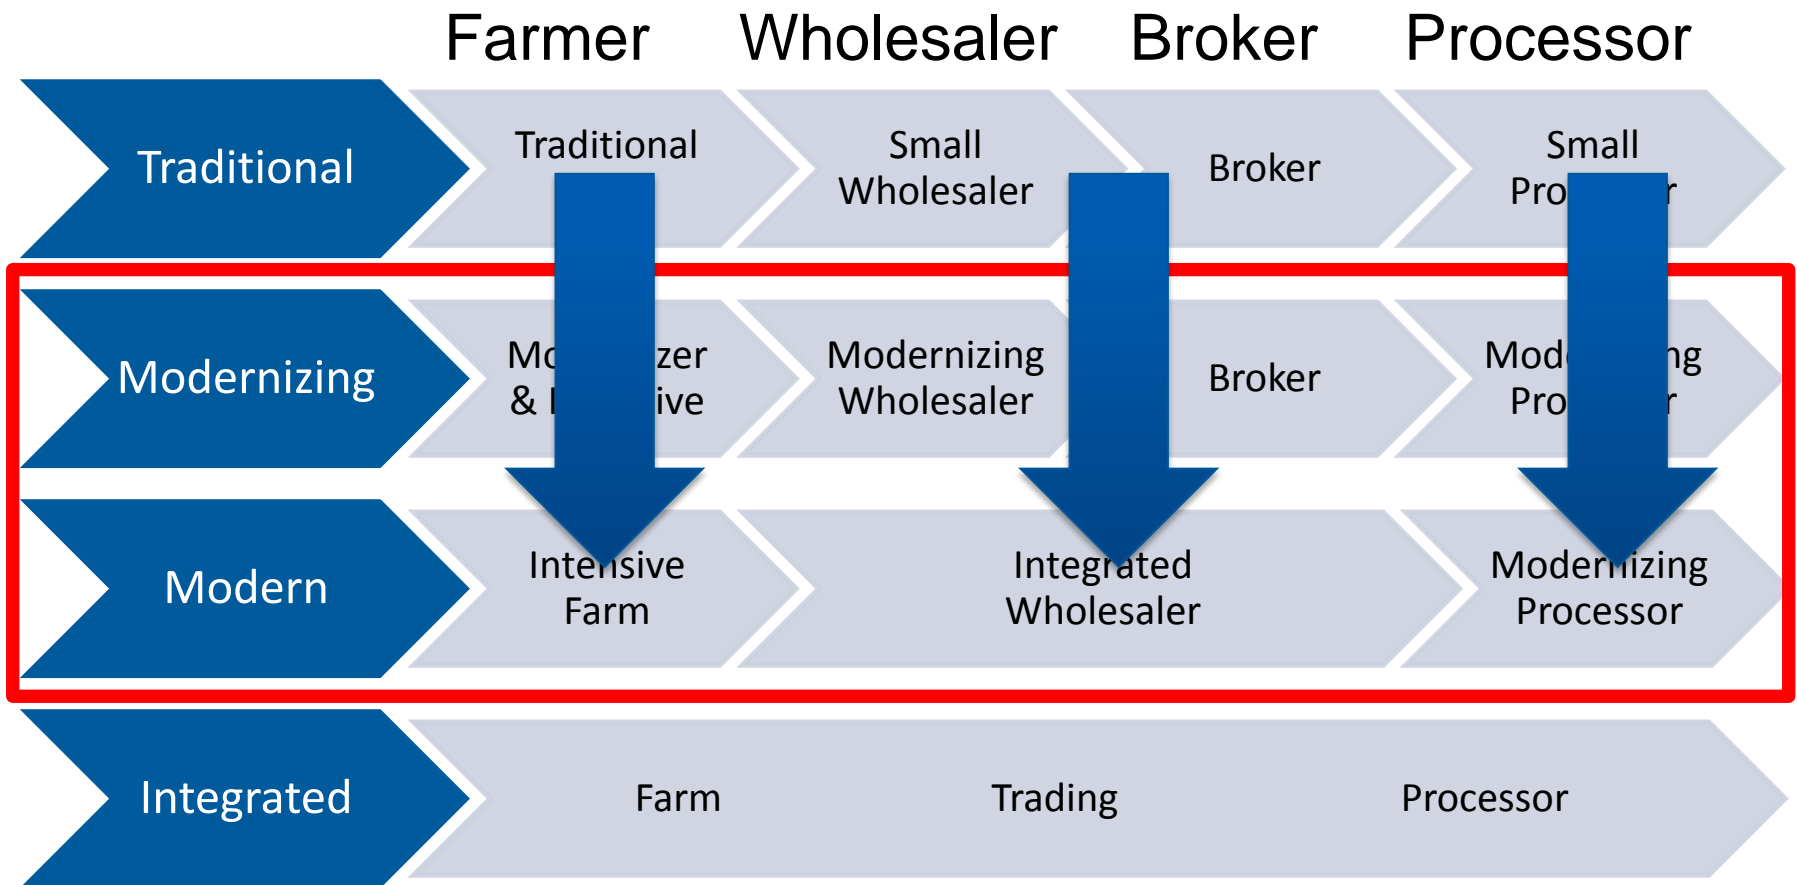 Farmer Wholesaler Broker Processor
Traditional
Traditional
Small
Wholesaler
Broker
Small
Modernizing
Modernizing
Wholesaler
Broker
&
Modern
Intensive
Farm
Integrated
Wholesaler
Modernizing
Processor
Integrated
Farm
Trading
Processor